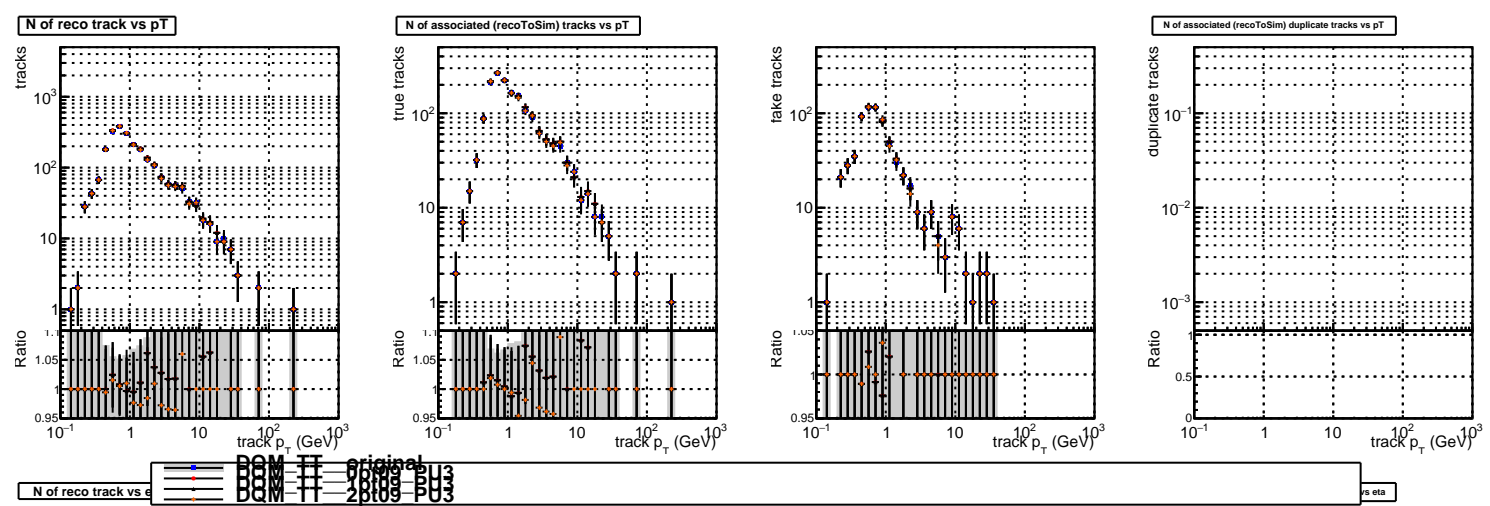 N of reco track vs pT
N of associated (recoToSim) tracks vs pT
N of associated (recoToSim) duplicate tracks vs pT
tracks
10³
10²
10
1
Ratio
1.1
1.05
1
0.95
10⁻¹ 1 10 10² 10³
track p_T (GeV)
true tracks
10²
10
1
Ratio
1.1
1.05
1
0.95
10⁻¹ 1 10 10² 10³
track p_T (GeV)
fake tracks
10²
10
1
Ratio
1.05
1
0.95
10⁻¹ 1 10 10² 10³
track p_T (GeV)
duplicate tracks
10⁻¹
10⁻²
10⁻³
Ratio
1
0.5
0
10⁻¹ 1 10 10² 10³
track p_T (GeV)
DQM_TT_original
DQM_TT_0pt09_PU3
DQM_TT_1pt09_PU3
DQM_TT_2pt09_PU3
N of reco track vs e
vs eta